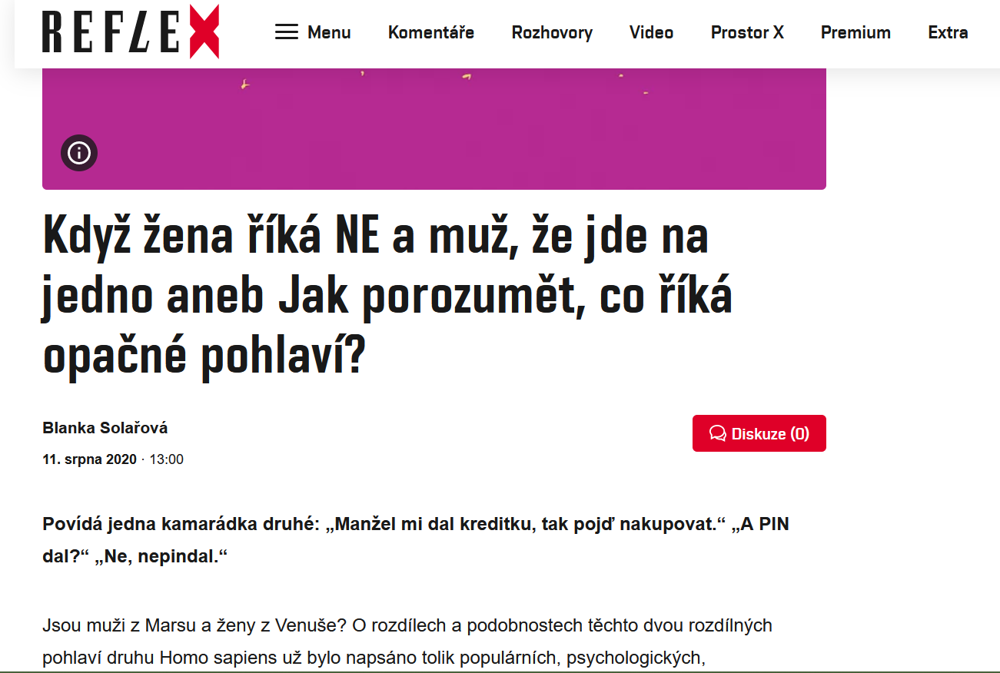 REFLEX
Menu Komentáře Rozhovory Video Prostor X Premium Extra
Když žena říká NE a muž, že jde na
jedno aneb Jak porozumět, co říká
opačné pohlaví?
Blanka Solařová
Diskuze (0)
11. srpna 2020 · 13:00
Povídá jedna kamarádka druhé: „Manžel mi dal kreditku, tak pojď nakupovat.“ „A PIN
dal?“ „Ne, nepindal.“
Jsou muži z Marsu a ženy z Venuše? O rozdílech a podobnostech těchto dvou rozdílných
pohlaví druhu Homo sapiens už bylo napsáno tolik populárních, psychologických,